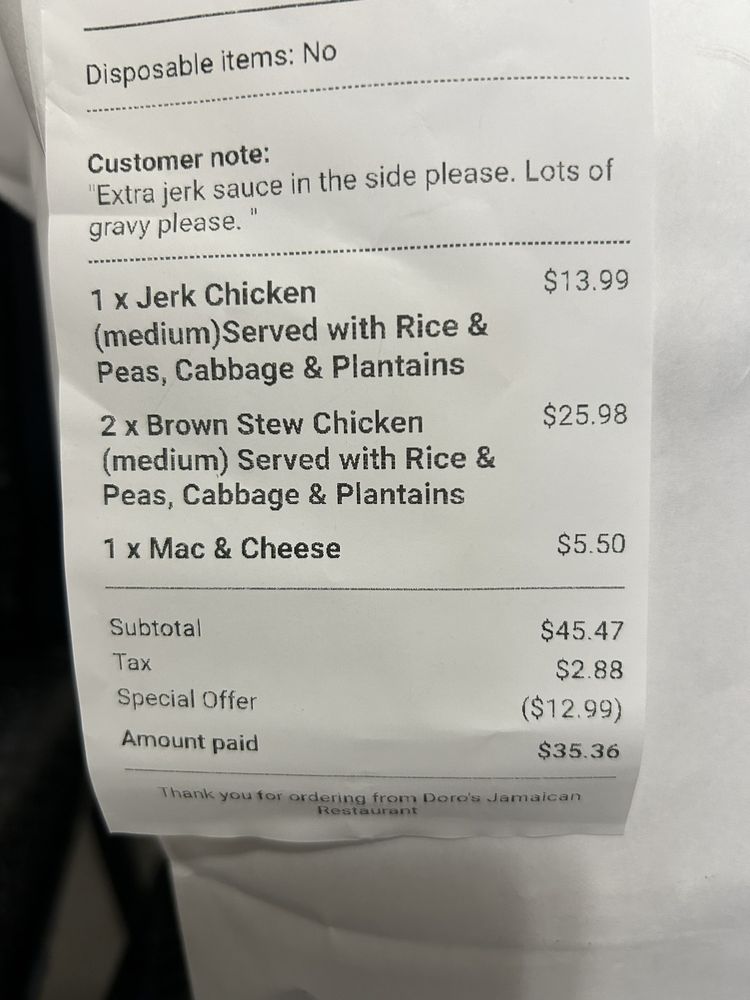 Disposable items: No
Customer note:
"Extra jerk sauce in the side please. Lots of
gravy please. "
1 x Jerk Chicken $13.99
(medium)Served with Rice &
Peas, Cabbage & Plantains
2 x Brown Stew Chicken $25.98
(medium) Served with Rice &
Peas, Cabbage & Plantains
1 x Mac & Cheese $5.50
Subtotal $45.47
Tax $2.88
Special Offer ($12.99)
Amount paid $35.36
Thank you for ordering from Doro's Jamaican
Restaurant